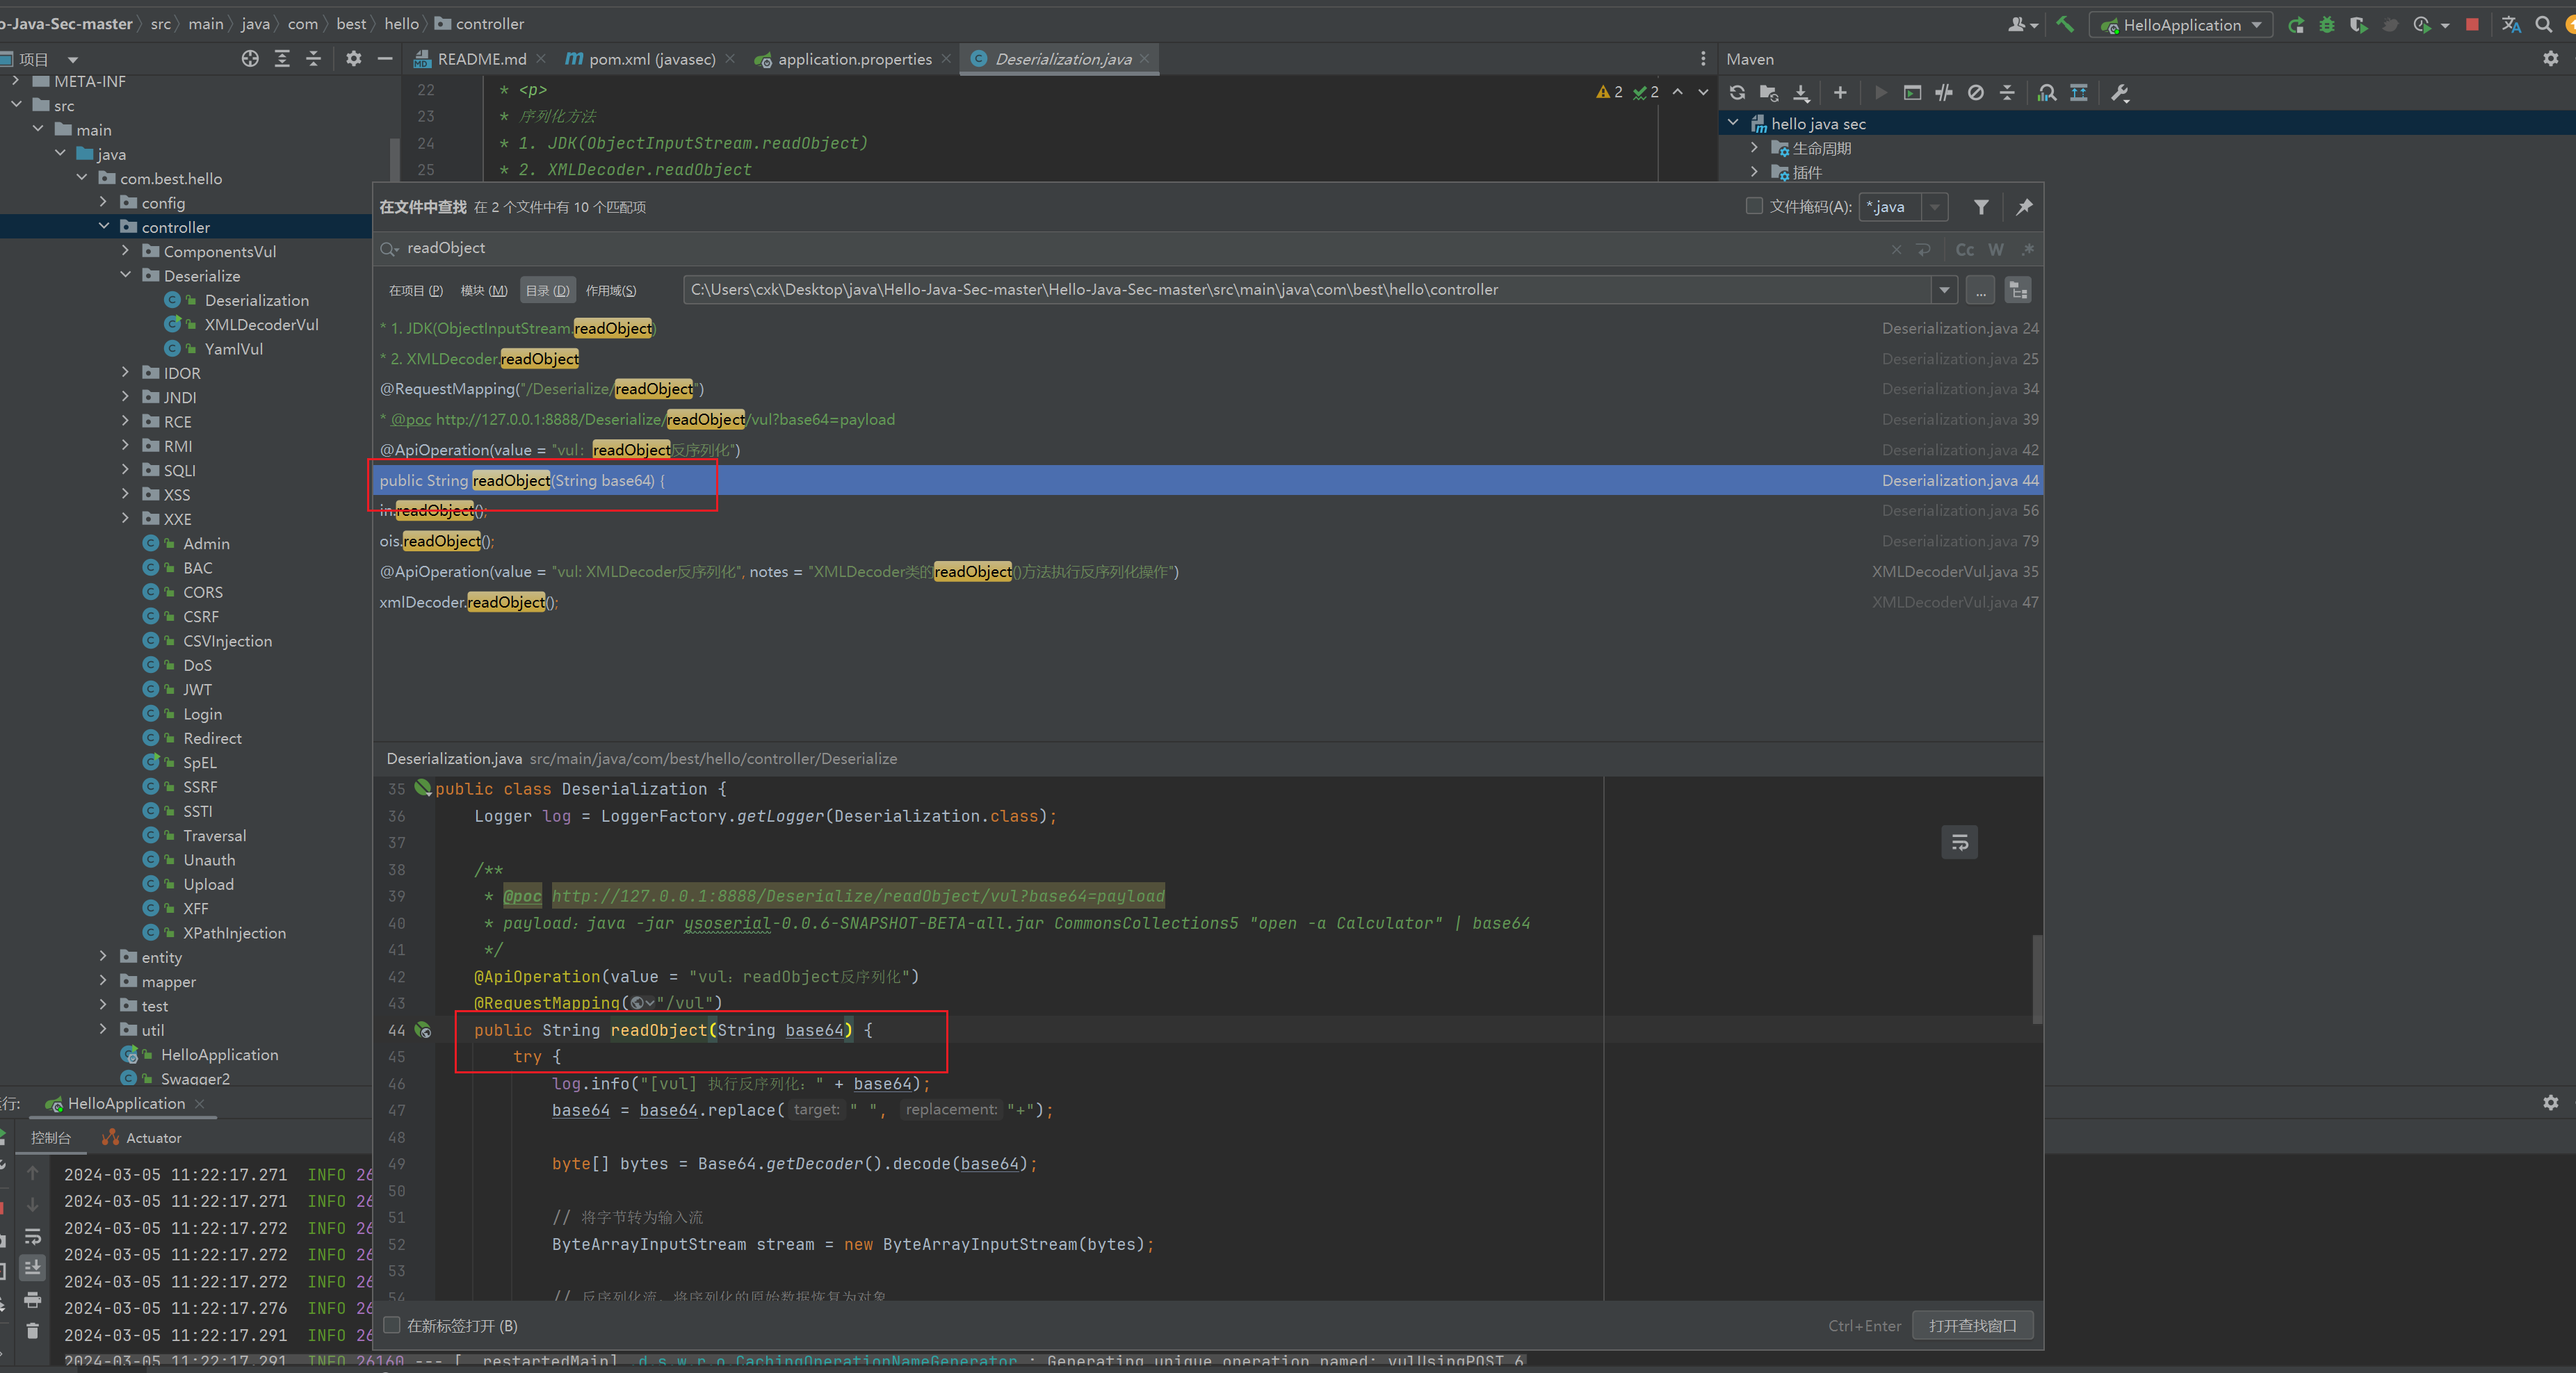 o-Java-Sec-master 〉 src 〉 main 〉 java 〉 com 〉 best 〉 hello 〉 controller
HelloApplication
项目
README.md
pom.xml (javasec)
application.properties
Deserialization.java
Maven
META-INF
src
main
java
com.best.hello
config
controller
ComponentsVul
Deserialize
Deserialization
XMLDecoderVul
YamlVul
IDOR
JNDI
RCE
RMI
SQLI
XSS
XXE
Admin
BAC
CORS
CSRF
CSVInjection
DoS
JWT
Login
Redirect
SpEL
SSRF
SSTI
Traversal
Unauth
Upload
XFF
XPathInjection
entity
mapper
test
util
HelloApplication
Swagger2
22 * <p>
23 * 序列化方法
24 * 1. JDK(ObjectInputStream.readObject)
25 * 2. XMLDecoder.readObject
2 2
hello java sec
生命周期
插件
在文件中查找 在 2 个文件中有 10 个匹配项
文件掩码(A): *.java
readObject
Cc W .*
在项目 (P) 模块 (M) 目录 (D) 作用域(S) C:\Users\cxk\Desktop\java\Hello-Java-Sec-master\Hello-Java-Sec-master\src\main\java\com\best\hello\controller ...
* 1. JDK(ObjectInputStream.readObject) Deserialization.java 24
* 2. XMLDecoder.readObject Deserialization.java 25
@RequestMapping("/Deserialize/readObject") Deserialization.java 34
* @poc http://127.0.0.1:8888/Deserialize/readObject/vul?base64=payload Deserialization.java 39
@ApiOperation(value = "vul：readObject反序列化") Deserialization.java 42
public String readObject(String base64) { Deserialization.java 44
in.readObject(); Deserialization.java 56
ois.readObject(); Deserialization.java 79
@ApiOperation(value = "vul: XMLDecoder反序列化", notes = "XMLDecoder类的readObject()方法执行反序列化操作") XMLDecoderVul.java 35
xmlDecoder.readObject(); XMLDecoderVul.java 47
Deserialization.java src/main/java/com/best/hello/controller/Deserialize
35 public class Deserialization {
36 Logger log = LoggerFactory.getLogger(Deserialization.class);
37
38 /**
39 * @poc http://127.0.0.1:8888/Deserialize/readObject/vul?base64=payload
40 * payload：java -jar ysoserial-0.0.6-SNAPSHOT-BETA-all.jar CommonsCollections5 "open -a Calculator" | base64
41 */
42 @ApiOperation(value = "vul：readObject反序列化")
43 @RequestMapping("/vul")
44 public String readObject(String base64) {
45 try {
46 log.info("[vul] 执行反序列化：" + base64);
47 base64 = base64.replace( target: " ", replacement: "+");
48
49 byte[] bytes = Base64.getDecoder().decode(base64);
50
51 // 将字节转为输入流
52 ByteArrayInputStream stream = new ByteArrayInputStream(bytes);
53
54 // 反序列化流，将序列化的原始数据恢复为对象
在新标签打开 (B) Ctrl+Enter 打开查找窗口
行: HelloApplication
控制台 Actuator
2024-03-05 11:22:17.271 INFO 26
2024-03-05 11:22:17.271 INFO 26
2024-03-05 11:22:17.272 INFO 26
2024-03-05 11:22:17.272 INFO 26
2024-03-05 11:22:17.272 INFO 26
2024-03-05 11:22:17.276 INFO 26
2024-03-05 11:22:17.291 INFO 26
2024-03-05 11:22:17.291 INFO 26160 --- [ restartedMain] d.s.w.r.o.CachingOperationNameGenerator : Generating unique operation named: vulUsingPOST_6